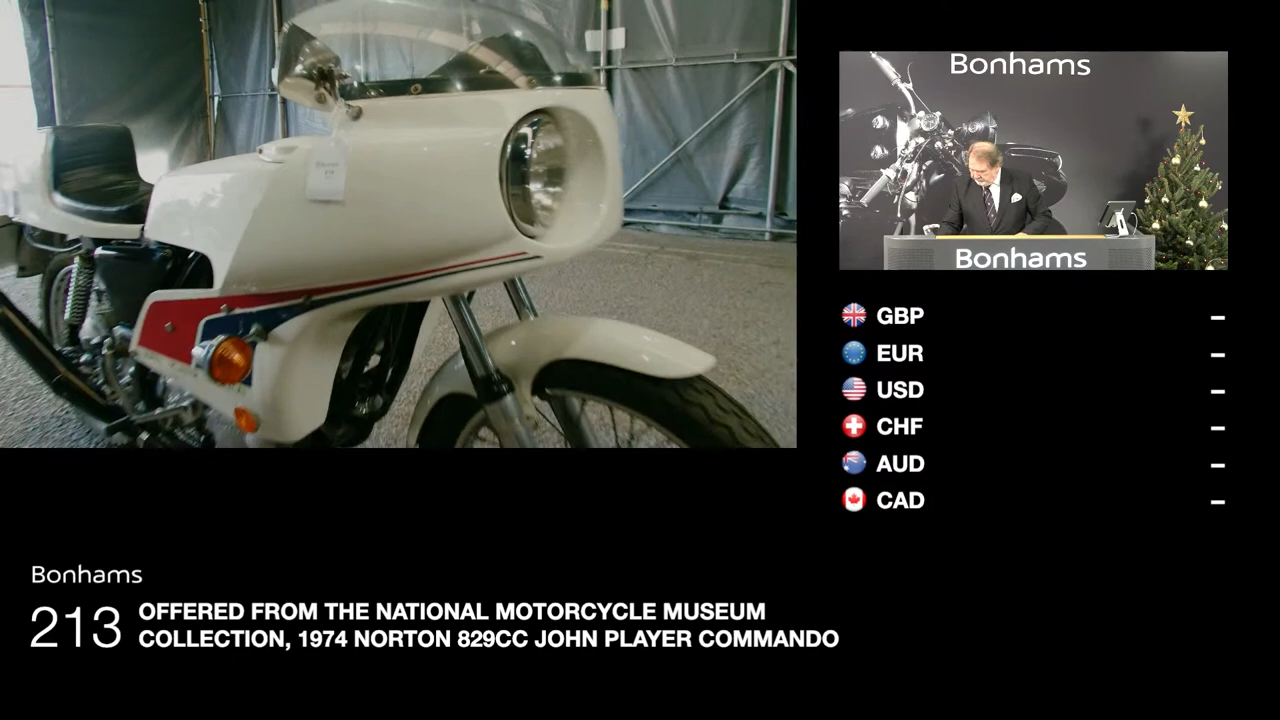 Bonhams
Bonhams
GBP –
EUR –
USD –
CHF –
AUD –
CAD –
Bonhams
213
OFFERED FROM THE NATIONAL MOTORCYCLE MUSEUM
COLLECTION, 1974 NORTON 829CC JOHN PLAYER COMMANDO